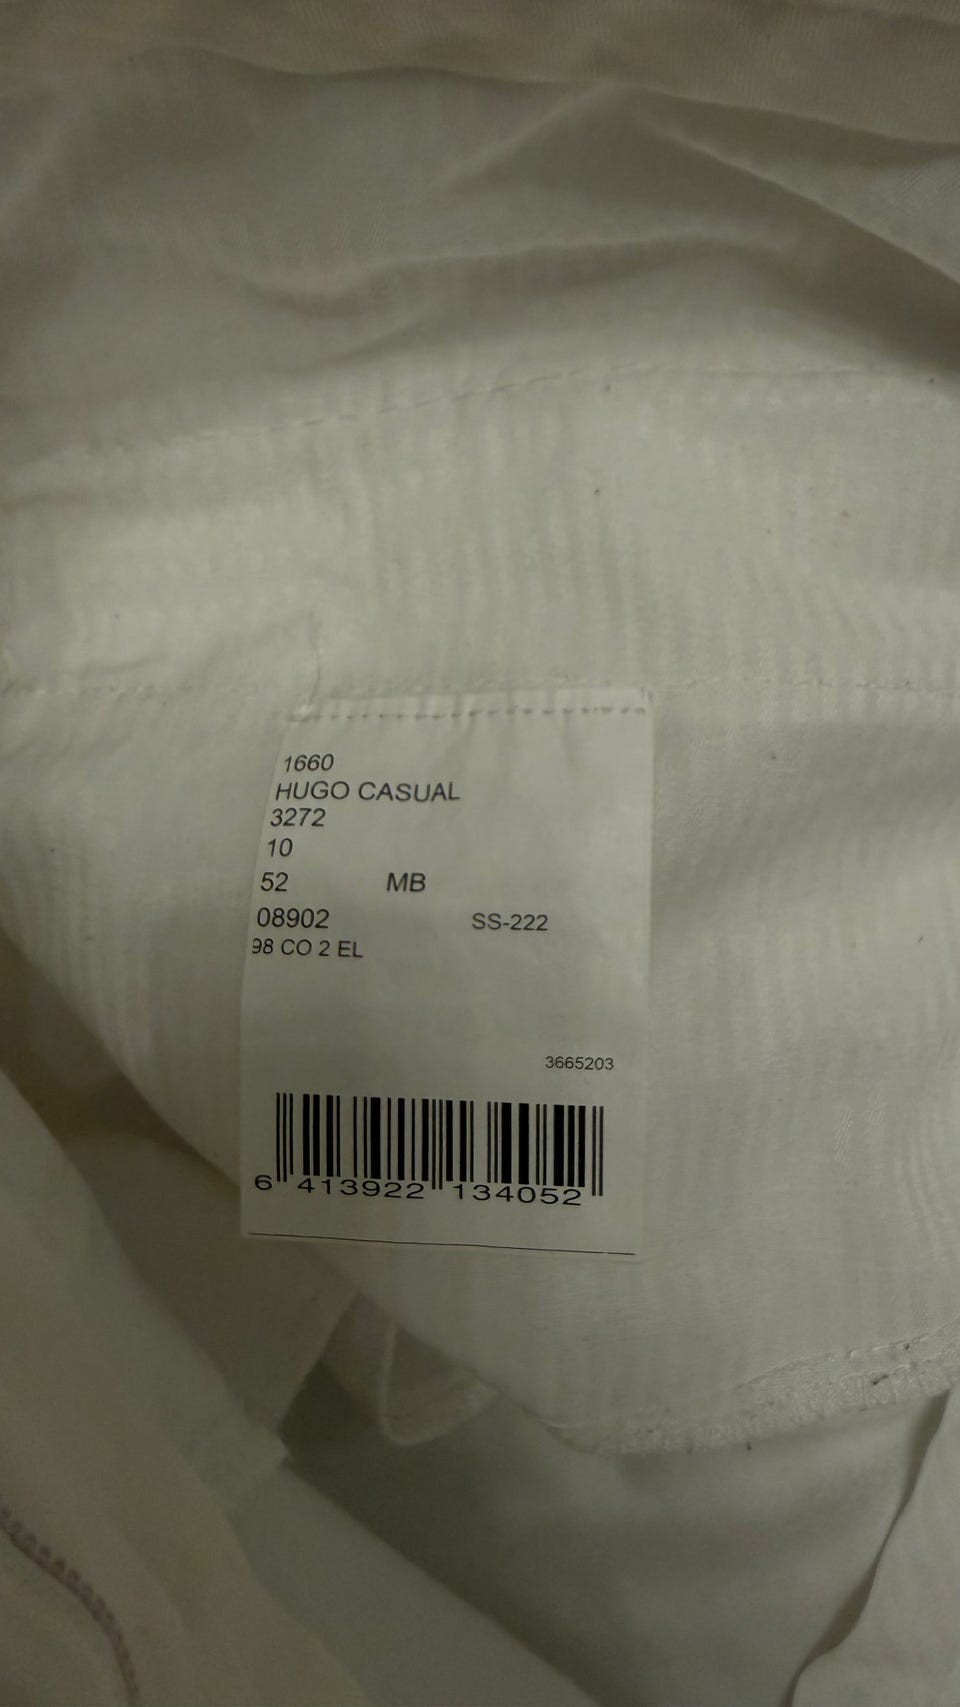 1660
HUGO CASUAL
3272
10
52 MB
08902 SS-222
98 CO 2 EL
3665203
6 413922 134052